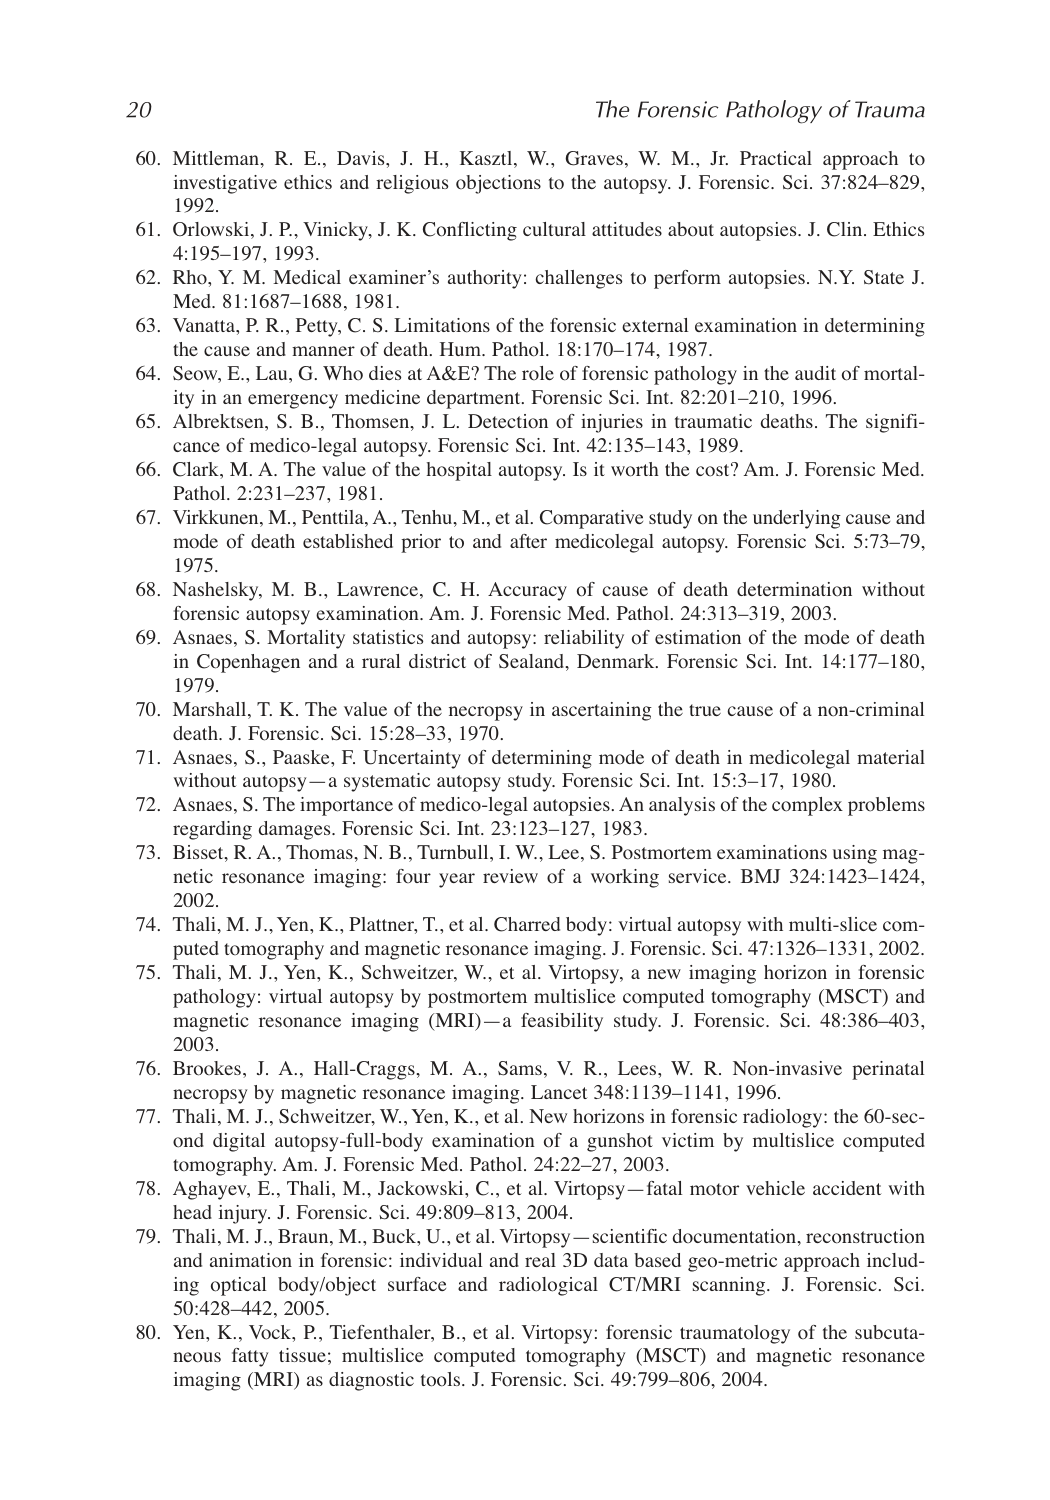 20 The Forensic Pathology of Trauma
60. Mittleman, R. E., Davis, J. H., Kasztl, W., Graves, W. M., Jr. Practical approach to
investigative ethics and religious objections to the autopsy. J. Forensic. Sci. 37:824–829,
1992.
61. Orlowski, J. P., Vinicky, J. K. Conflicting cultural attitudes about autopsies. J. Clin. Ethics
4:195–197, 1993.
62. Rho, Y. M. Medical examiner's authority: challenges to perform autopsies. N.Y. State J.
Med. 81:1687–1688, 1981.
63. Vanatta, P. R., Petty, C. S. Limitations of the forensic external examination in determining
the cause and manner of death. Hum. Pathol. 18:170–174, 1987.
64. Seow, E., Lau, G. Who dies at A&E? The role of forensic pathology in the audit of mortal-
ity in an emergency medicine department. Forensic Sci. Int. 82:201–210, 1996.
65. Albrektsen, S. B., Thomsen, J. L. Detection of injuries in traumatic deaths. The signifi-
cance of medico-legal autopsy. Forensic Sci. Int. 42:135–143, 1989.
66. Clark, M. A. The value of the hospital autopsy. Is it worth the cost? Am. J. Forensic Med.
Pathol. 2:231–237, 1981.
67. Virkkunen, M., Penttila, A., Tenhu, M., et al. Comparative study on the underlying cause and
mode of death established prior to and after medicolegal autopsy. Forensic Sci. 5:73–79,
1975.
68. Nashelsky, M. B., Lawrence, C. H. Accuracy of cause of death determination without
forensic autopsy examination. Am. J. Forensic Med. Pathol. 24:313–319, 2003.
69. Asnaes, S. Mortality statistics and autopsy: reliability of estimation of the mode of death
in Copenhagen and a rural district of Sealand, Denmark. Forensic Sci. Int. 14:177–180,
1979.
70. Marshall, T. K. The value of the necropsy in ascertaining the true cause of a non-criminal
death. J. Forensic. Sci. 15:28–33, 1970.
71. Asnaes, S., Paaske, F. Uncertainty of determining mode of death in medicolegal material
without autopsy—a systematic autopsy study. Forensic Sci. Int. 15:3–17, 1980.
72. Asnaes, S. The importance of medico-legal autopsies. An analysis of the complex problems
regarding damages. Forensic Sci. Int. 23:123–127, 1983.
73. Bisset, R. A., Thomas, N. B., Turnbull, I. W., Lee, S. Postmortem examinations using mag-
netic resonance imaging: four year review of a working service. BMJ 324:1423–1424,
2002.
74. Thali, M. J., Yen, K., Plattner, T., et al. Charred body: virtual autopsy with multi-slice com-
puted tomography and magnetic resonance imaging. J. Forensic. Sci. 47:1326–1331, 2002.
75. Thali, M. J., Yen, K., Schweitzer, W., et al. Virtopsy, a new imaging horizon in forensic
pathology: virtual autopsy by postmortem multislice computed tomography (MSCT) and
magnetic resonance imaging (MRI)—a feasibility study. J. Forensic. Sci. 48:386–403,
2003.
76. Brookes, J. A., Hall-Craggs, M. A., Sams, V. R., Lees, W. R. Non-invasive perinatal
necropsy by magnetic resonance imaging. Lancet 348:1139–1141, 1996.
77. Thali, M. J., Schweitzer, W., Yen, K., et al. New horizons in forensic radiology: the 60-sec-
ond digital autopsy-full-body examination of a gunshot victim by multislice computed
tomography. Am. J. Forensic Med. Pathol. 24:22–27, 2003.
78. Aghayev, E., Thali, M., Jackowski, C., et al. Virtopsy—fatal motor vehicle accident with
head injury. J. Forensic. Sci. 49:809–813, 2004.
79. Thali, M. J., Braun, M., Buck, U., et al. Virtopsy—scientific documentation, reconstruction
and animation in forensic: individual and real 3D data based geo-metric approach includ-
ing optical body/object surface and radiological CT/MRI scanning. J. Forensic. Sci.
50:428–442, 2005.
80. Yen, K., Vock, P., Tiefenthaler, B., et al. Virtopsy: forensic traumatology of the subcuta-
neous fatty tissue; multislice computed tomography (MSCT) and magnetic resonance
imaging (MRI) as diagnostic tools. J. Forensic. Sci. 49:799–806, 2004.